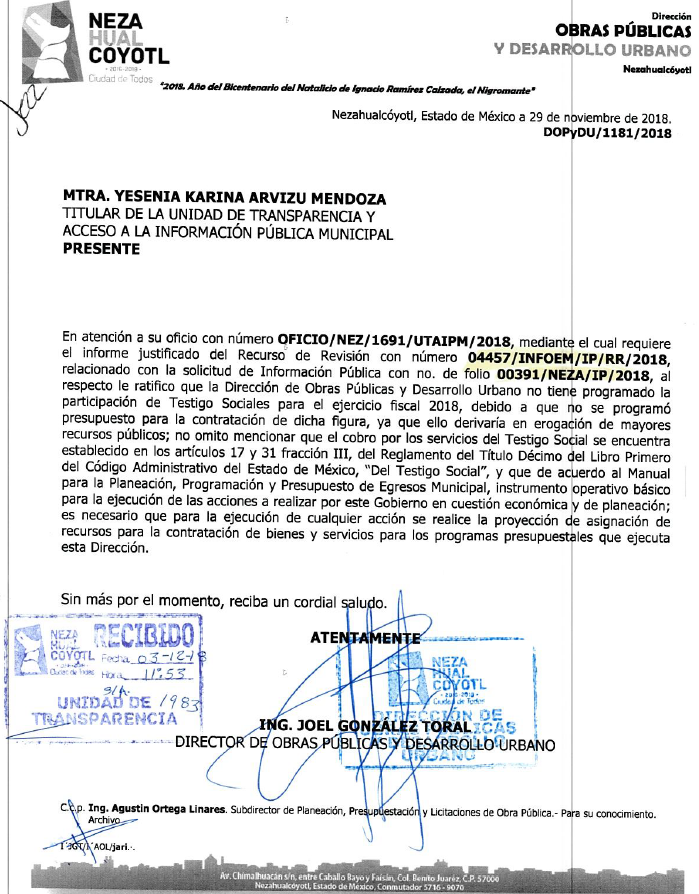 NEZA
HUAL
COYOTL
- 2016-2018 -
Ciudad de Todos
Dirección
OBRAS PÚBLICAS
Y DESARROLLO URBANO
Nezahualcóyotl
"2018. Año del Bicentenario del Natalicio de Ignacio Ramírez Calzada, el Nigromante"
Nezahualcóyotl, Estado de México a 29 de noviembre de 2018.
DOPyDU/1181/2018
MTRA. YESENIA KARINA ARVIZU MENDOZA
TITULAR DE LA UNIDAD DE TRANSPARENCIA Y
ACCESO A LA INFORMACIÓN PÚBLICA MUNICIPAL
PRESENTE
En atención a su oficio con número OFICIO/NEZ/1691/UTAIPM/2018, mediante el cual requiere
el informe justificado del Recurso de Revisión con número 04457/INFOEM/IP/RR/2018,
relacionado con la solicitud de Información Pública con no. de folio 00391/NEZA/IP/2018, al
respecto le ratifico que la Dirección de Obras Públicas y Desarrollo Urbano no tiene programado la
participación de Testigo Sociales para el ejercicio fiscal 2018, debido a que no se programó
presupuesto para la contratación de dicha figura, ya que ello derivaría en erogación de mayores
recursos públicos; no omito mencionar que el cobro por los servicios del Testigo Social se encuentra
establecido en los artículos 17 y 31 fracción III, del Reglamento del Título Décimo del Libro Primero
del Código Administrativo del Estado de México, "Del Testigo Social", y que de acuerdo al Manual
para la Planeación, Programación y Presupuesto de Egresos Municipal, instrumento operativo básico
para la ejecución de las acciones a realizar por este Gobierno en cuestión económica y de planeación;
es necesario que para la ejecución de cualquier acción se realice la proyección de asignación de
recursos para la contratación de bienes y servicios para los programas presupuestales que ejecuta
esta Dirección.
Sin más por el momento, reciba un cordial saludo.
ATENTAMENTE
NEZA
HUAL
COYOTL
Ciudad de Todos
RECIBIDO
Fecha 03-12-18
Hora 11:53
S/A
UNIDAD DE 1983
TRANSPARENCIA
NEZA
HUAL
COYOTL
Ciudad de Todos
DIRECCIÓN DE
URBANO
ING. JOEL GONZÁLEZ TORAL
DIRECTOR DE OBRAS PÚBLICAS Y DESARROLLO URBANO
C.c.p. Ing. Agustin Ortega Linares. Subdirector de Planeación, Presupuestación y Licitaciones de Obra Pública.- Para su conocimiento.
Archivo
AOL/jari.-.
Av. Chimalhuacán s/n, entre Caballo Bayo y Faisán, Col. Benito Juárez, C.P. 57000
Nezahualcóyotl, Estado de México, Conmutador 5716 - 9070